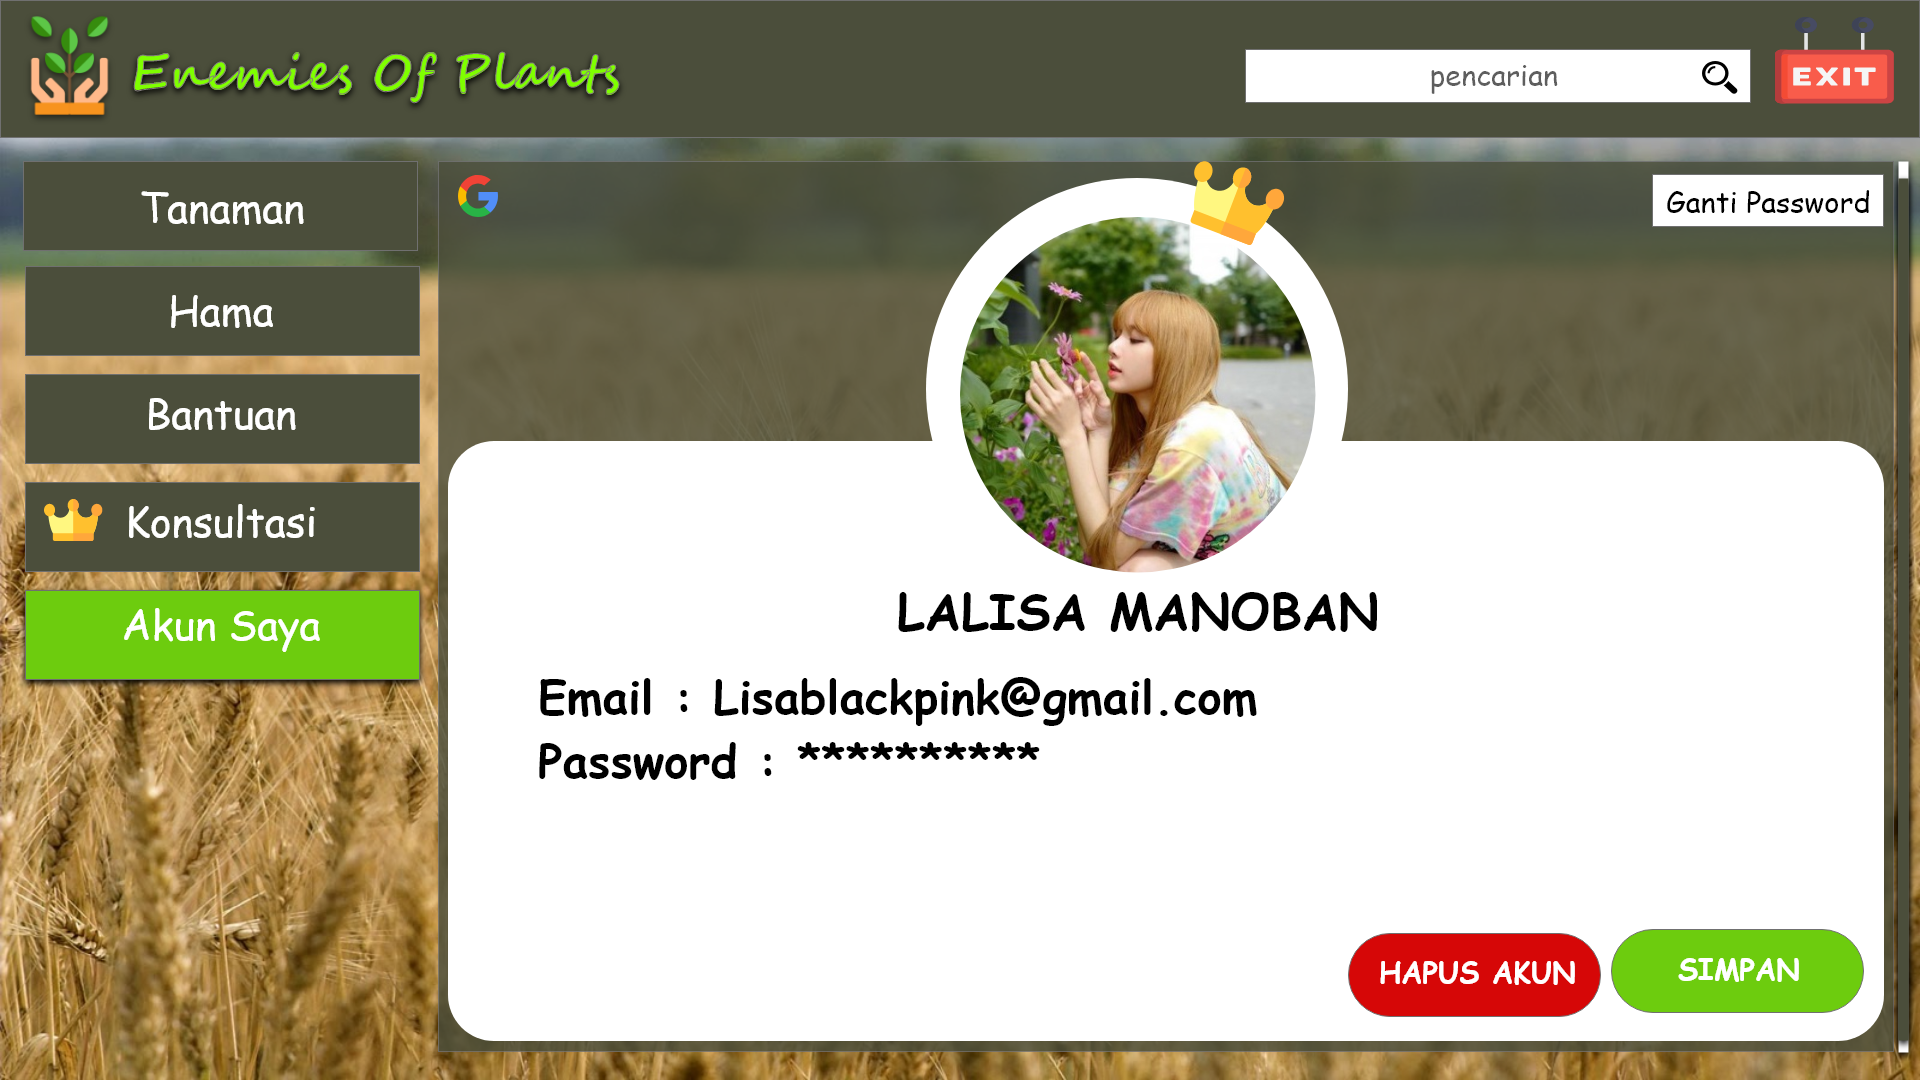 Enemies Of Plants
pencarian
EXIT
Tanaman
Hama
Bantuan
Konsultasi
Akun Saya
Ganti Password
LALISA MANOBAN
Email : Lisablackpink@gmail.com
Password : **********
HAPUS AKUN
SIMPAN